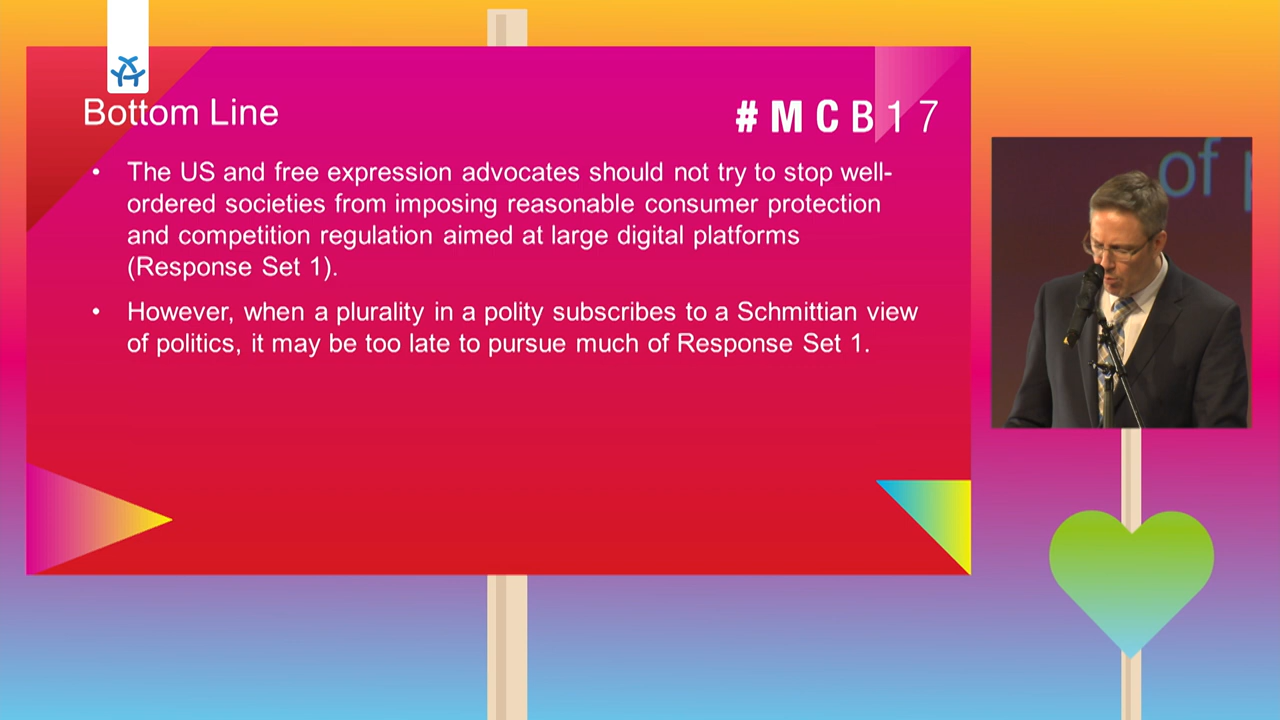 Bottom Line
#MCB17
• The US and free expression advocates should not try to stop well-
ordered societies from imposing reasonable consumer protection
and competition regulation aimed at large digital platforms
(Response Set 1).
• However, when a plurality in a polity subscribes to a Schmittian view
of politics, it may be too late to pursue much of Response Set 1.
of p